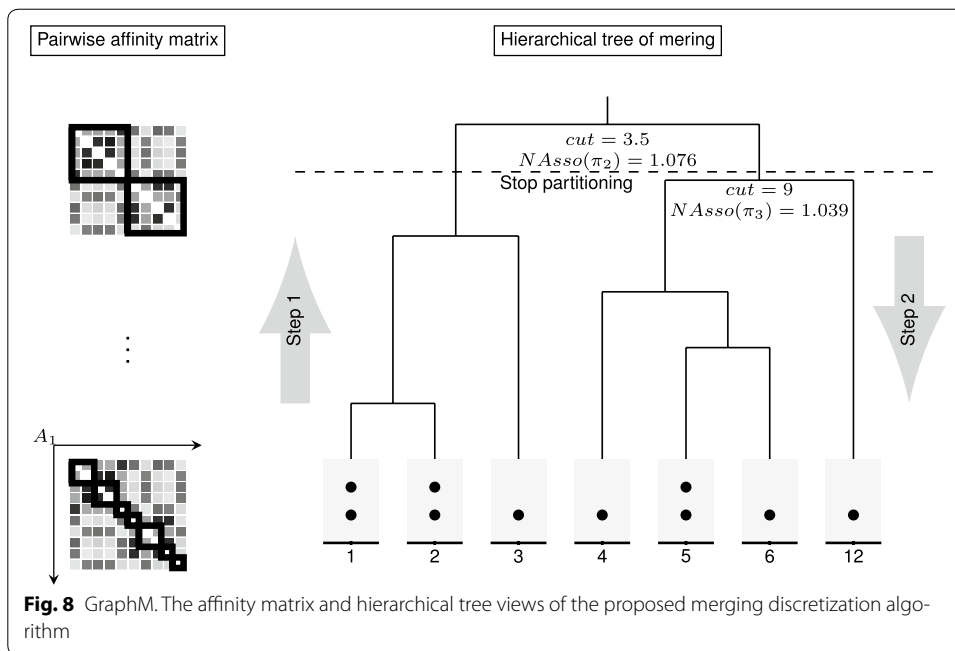 Pairwise affinity matrix
Hierarchical tree of mering
cut = 3.5
NAsso(π₂) = 1.076
Stop partitioning
cut = 9
NAsso(π₃) = 1.039
Step 1
Step 2
⋮
A₁
1 2 3 4 5 6 12
Fig. 8 GraphM. The affinity matrix and hierarchical tree views of the proposed merging discretization algo-
rithm